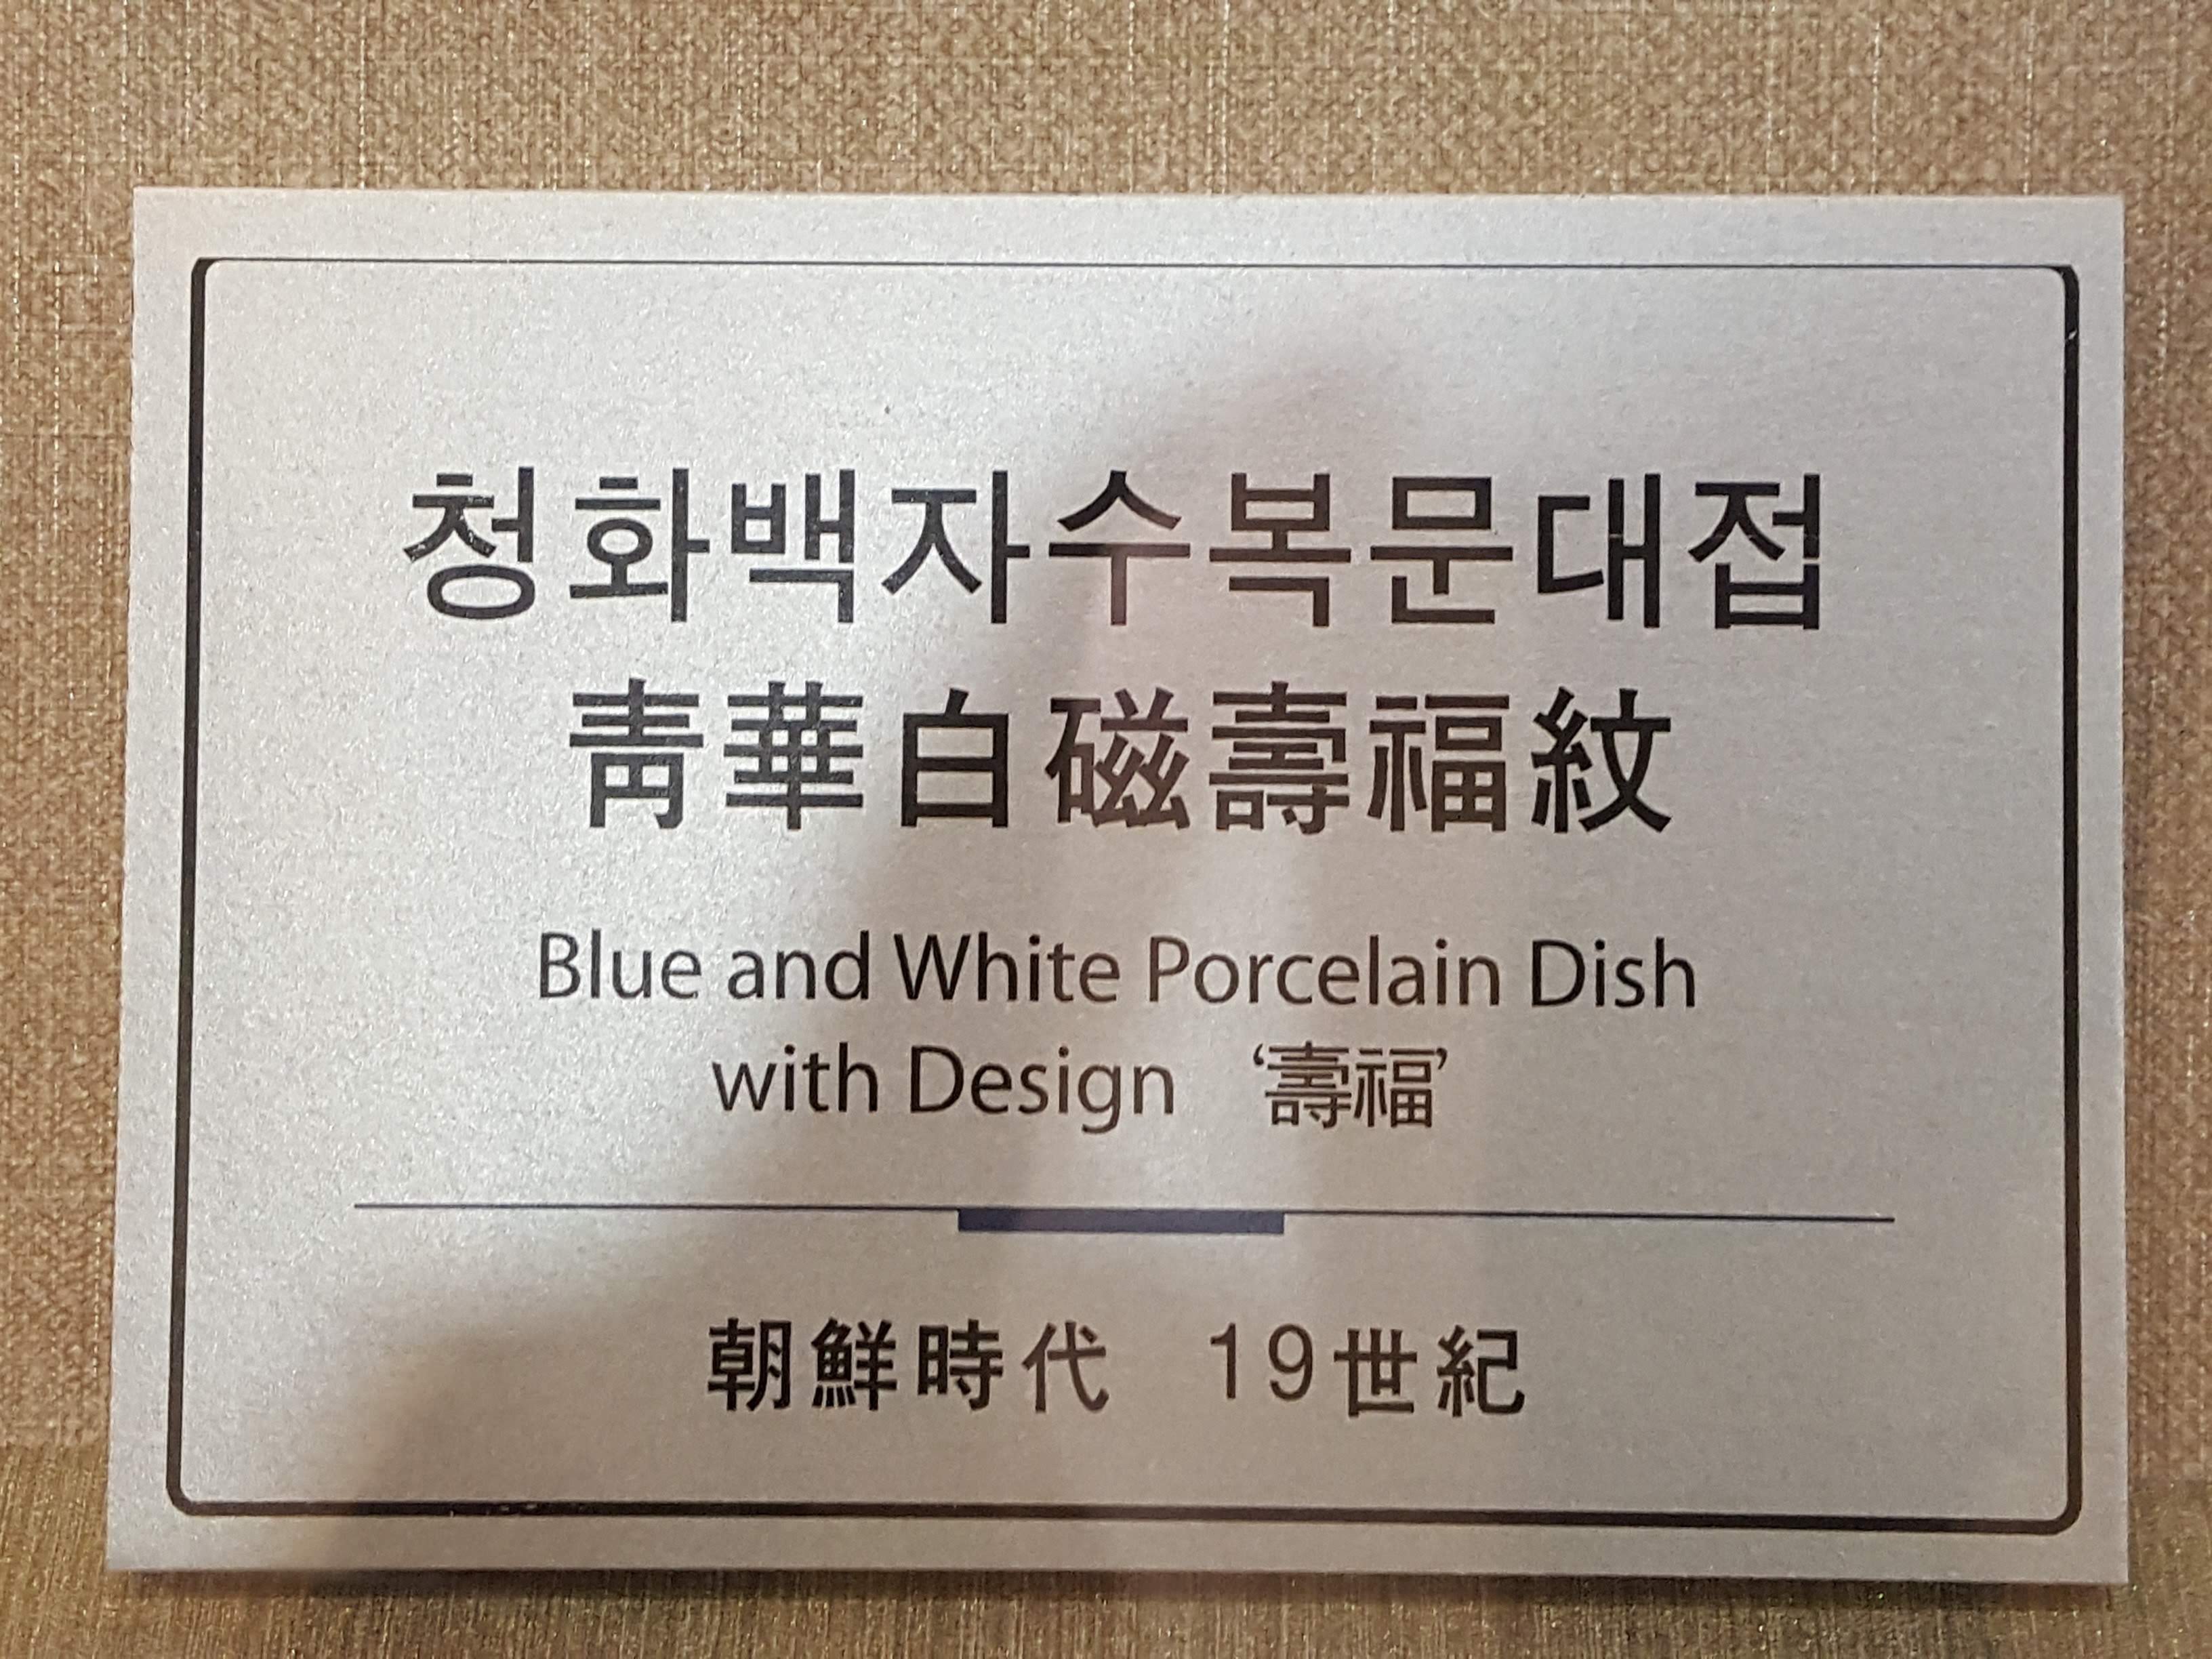 청화백자수복문대접
靑華白磁壽福紋
Blue and White Porcelain Dish
with Design ‘壽福’
朝鮮時代 19世紀